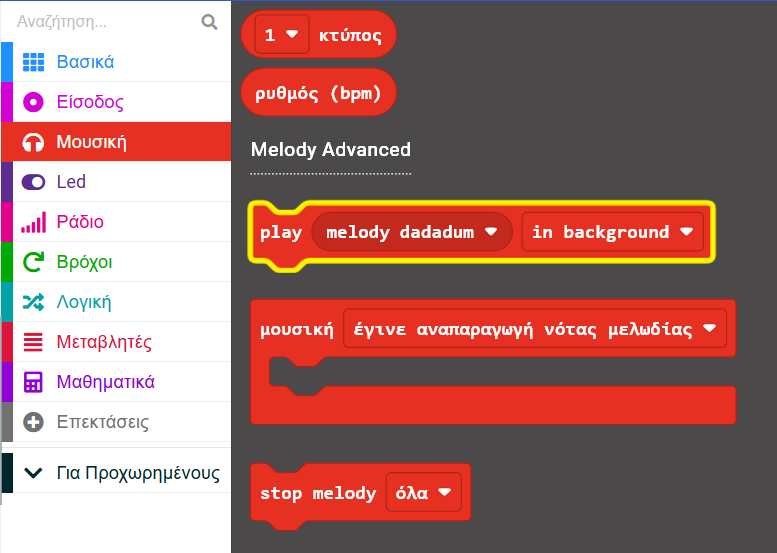 Αναζήτηση...
Βασικά
Είσοδος
Μουσική
Led
Ράδιο
Βρόχοι
Λογική
Μεταβλητές
Μαθηματικά
Επεκτάσεις
Για Προχωρημένους
1 κτύπος
ρυθμός (bpm)
Melody Advanced
play melody dadadum in background
μουσική έγινε αναπαραγωγή νότας μελωδίας
stop melody όλα